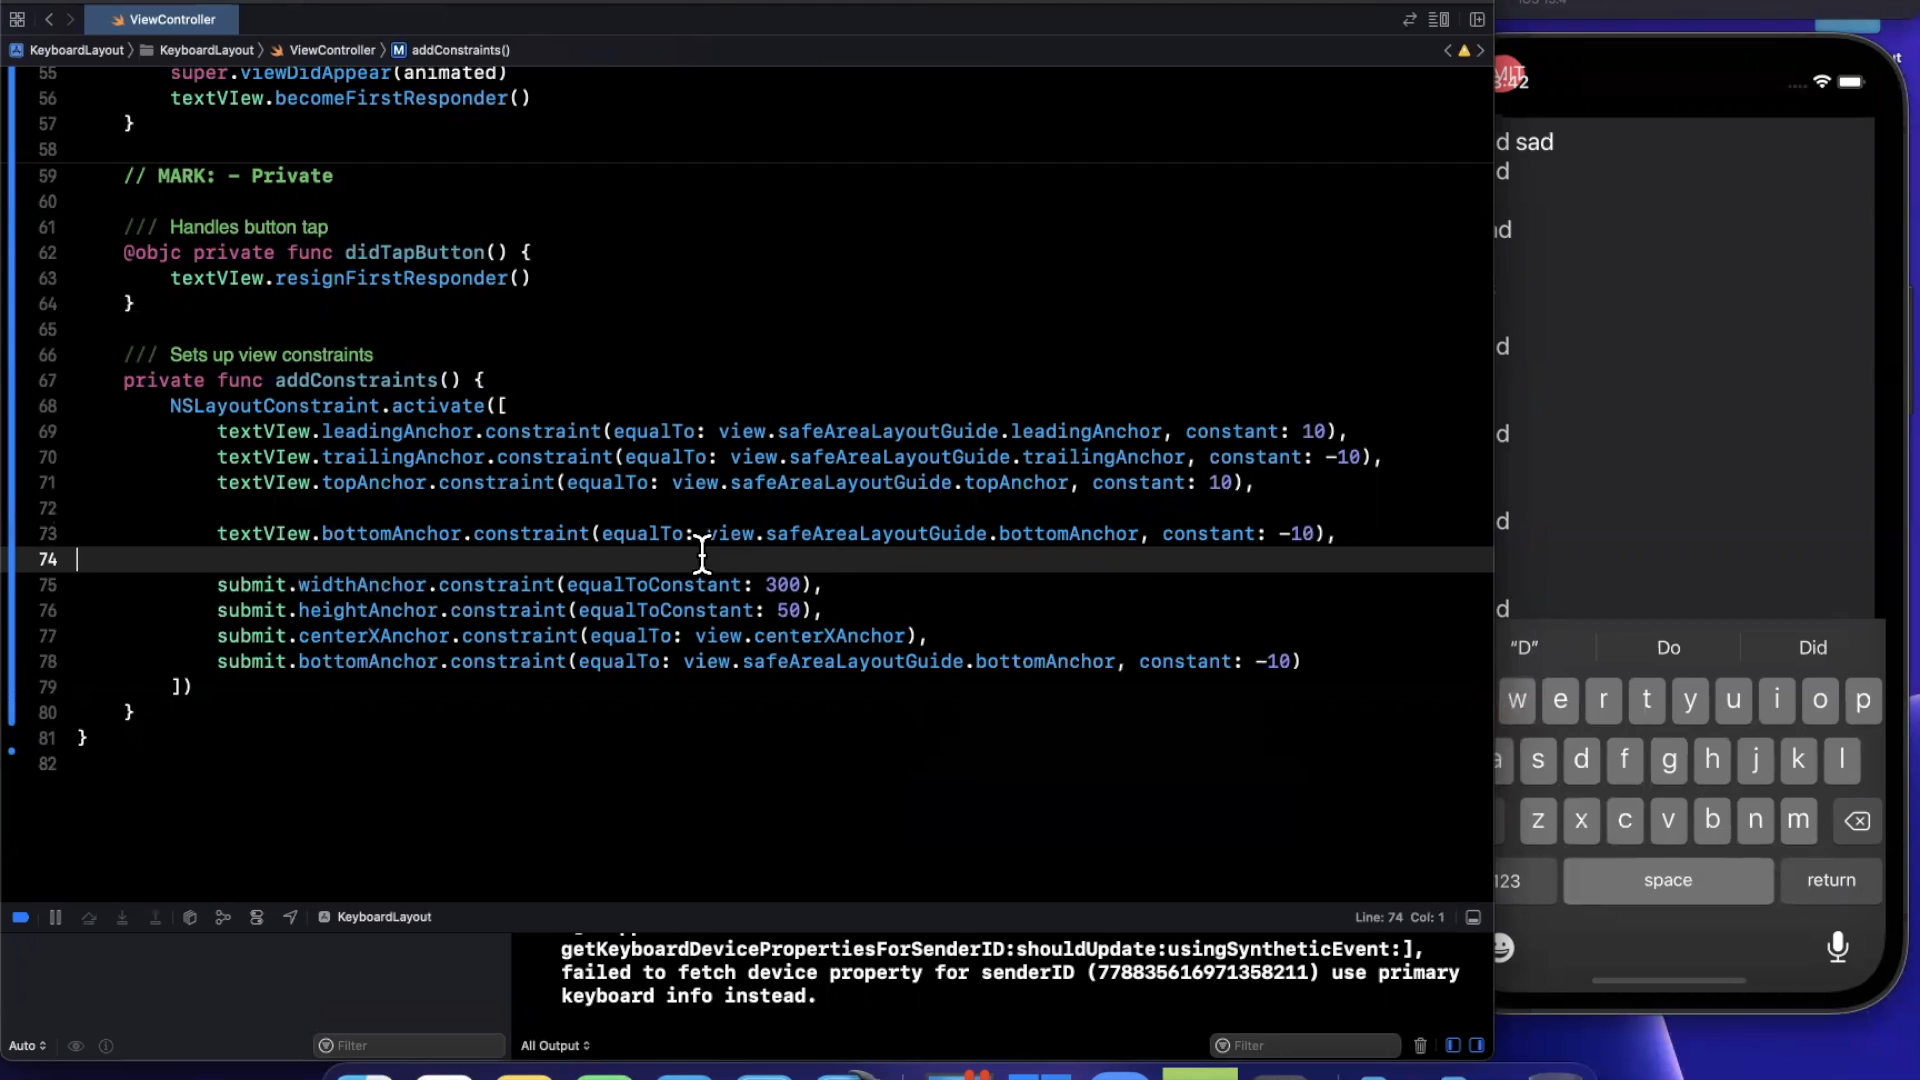 ViewController
KeyboardLayout
KeyboardLayout
ViewController
M addConstraints()
55 super.viewDidAppear(animated)
56 textVIew.becomeFirstResponder()
57 }
58
59 // MARK: - Private
60
61 /// Handles button tap
62 @objc private func didTapButton() {
63 textVIew.resignFirstResponder()
64 }
65
66 /// Sets up view constraints
67 private func addConstraints() {
68 NSLayoutConstraint.activate([
69 textVIew.leadingAnchor.constraint(equalTo: view.safeAreaLayoutGuide.leadingAnchor, constant: 10),
70 textVIew.trailingAnchor.constraint(equalTo: view.safeAreaLayoutGuide.trailingAnchor, constant: -10),
71 textVIew.topAnchor.constraint(equalTo: view.safeAreaLayoutGuide.topAnchor, constant: 10),
72
73 textVIew.bottomAnchor.constraint(equalTo: view.safeAreaLayoutGuide.bottomAnchor, constant: -10),
74
75 submit.widthAnchor.constraint(equalToConstant: 300),
76 submit.heightAnchor.constraint(equalToConstant: 50),
77 submit.centerXAnchor.constraint(equalTo: view.centerXAnchor),
78 submit.bottomAnchor.constraint(equalTo: view.safeAreaLayoutGuide.bottomAnchor, constant: -10)
79 ])
80 }
81 }
82
KeyboardLayout
Line: 74 Col: 1
getKeyboardDevicePropertiesForSenderID:shouldUpdate:usingSyntheticEvent:],
failed to fetch device property for senderID (778835616971358211) use primary
keyboard info instead.
Auto
Filter
All Output
Filter
:42
d sad
d
d
d
d
d
d
"D" Do Did
w e r t y u i o p
a s d f g h j k l
z x c v b n m
123 space return